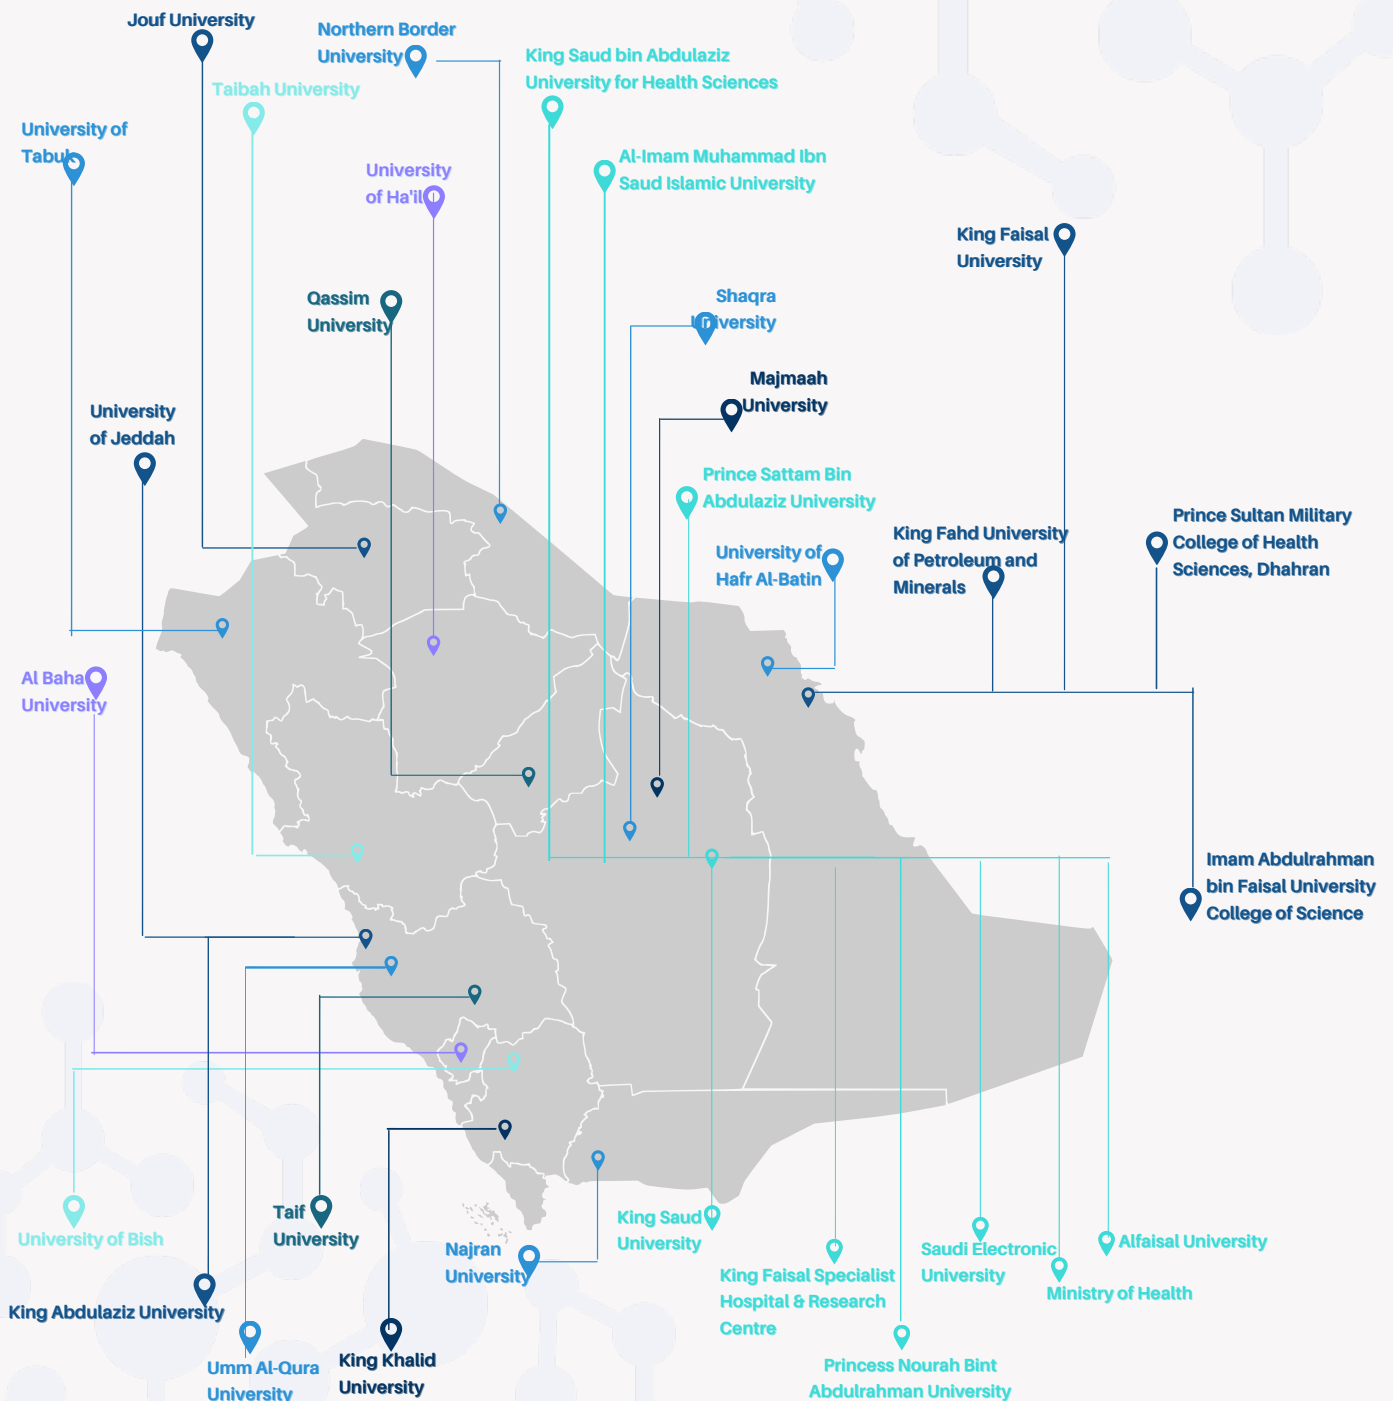 Jouf University
Northern Border
University
King Saud bin Abdulaziz
University for Health Sciences
Taibah University
University of
Tabuk
Al-Imam Muhammad Ibn
Saud Islamic University
University
of Ha'il
King Faisal
University
Qassim
University
Shaqra
University
Majmaah
University
University
of Jeddah
Prince Sattam Bin
Abdulaziz University
Prince Sultan Military
College of Health
Sciences, Dhahran
King Fahd University
of Petroleum and
Minerals
University of
Hafr Al-Batin
Al Baha
University
Imam Abdulrahman
bin Faisal University
College of Science
University of Bish
Taif
University
King Saud
University
Najran
University
Saudi Electronic
University
Alfaisal University
King Faisal Specialist
Hospital & Research
Centre
Ministry of Health
King Abdulaziz University
Umm Al-Qura
University
King Khalid
University
Princess Nourah Bint
Abdulrahman University